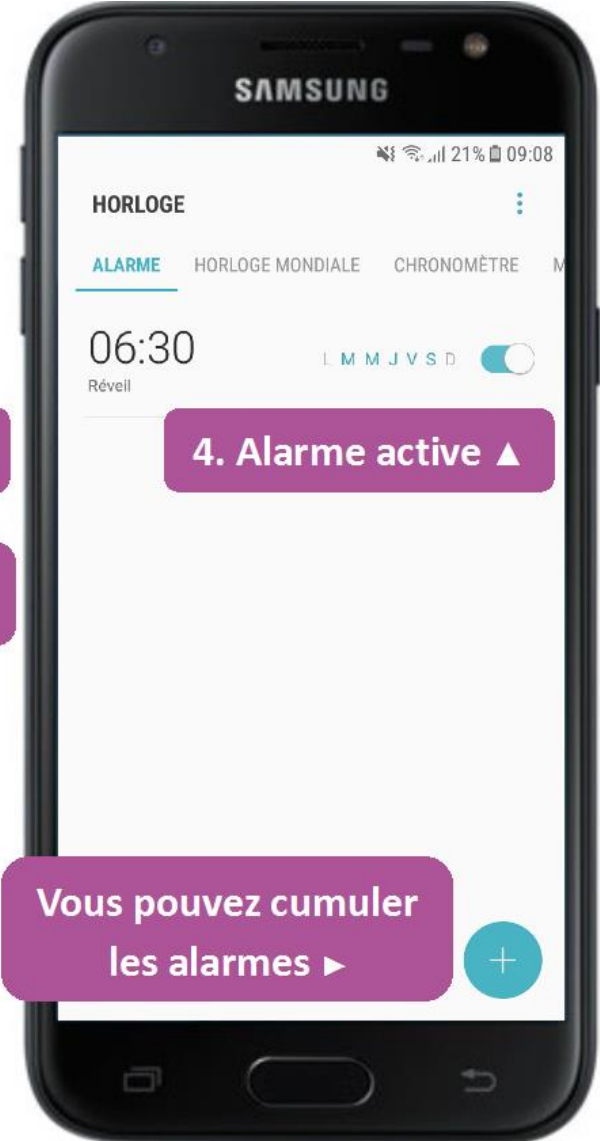 SAMSUNG
21% 09:08
HORLOGE
ALARME HORLOGE MONDIALE CHRONOMÈTRE M
06:30 L M M J V S D
Réveil
4. Alarme active ▲
Vous pouvez cumuler
les alarmes ►